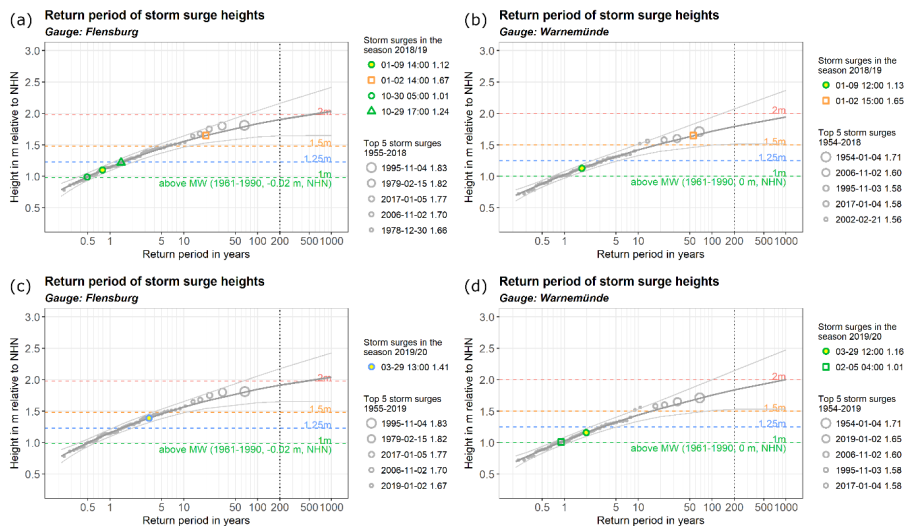 (a)
Return period of storm surge heights
Gauge: Flensburg
Height in m relative to NHN
3.0
2.5
2.0
1.5
1.0
0.5
2m
1.5m
1.25m
1m
above MW (1961-1990, -0.02 m, NHN)
0.5 1 5 10 50 100 200 500 1000
Return period in years
Storm surges in the
season 2018/19
01-09 14:00 1.12
01-02 14:00 1.67
10-30 05:00 1.01
10-29 17:00 1.24
Top 5 storm surges
1955-2018
1995-11-04 1.83
1979-02-15 1.82
2017-01-05 1.77
2006-11-02 1.70
1978-12-30 1.66
(b)
Return period of storm surge heights
Gauge: Warnemünde
Height in m relative to NHN
3.0
2.5
2.0
1.5
1.0
0.5
2m
1.5m
1.25m
1m
above MW (1961-1990, 0 m, NHN)
0.5 1 5 10 50 100 200 500 1000
Return period in years
Storm surges in the
season 2018/19
01-09 12:00 1.13
01-02 15:00 1.65
Top 5 storm surges
1954-2018
1954-01-04 1.71
2006-11-02 1.60
1995-11-03 1.58
2017-01-04 1.58
2002-02-21 1.56
(c)
Return period of storm surge heights
Gauge: Flensburg
Height in m relative to NHN
3.0
2.5
2.0
1.5
1.0
0.5
2m
1.5m
1.25m
1m
above MW (1961-1990, -0.02 m, NHN)
0.5 1 5 10 50 100 200 500 1000
Return period in years
Storm surges in the
season 2019/20
03-29 13:00 1.41
Top 5 storm surges
1955-2019
1995-11-04 1.83
1979-02-15 1.82
2017-01-05 1.77
2006-11-02 1.70
2019-01-02 1.67
(d)
Return period of storm surge heights
Gauge: Warnemünde
Height in m relative to NHN
3.0
2.5
2.0
1.5
1.0
0.5
2m
1.5m
1.25m
1m
above MW (1961-1990, 0 m, NHN)
0.5 1 5 10 50 100 200 500 1000
Return period in years
Storm surges in the
season 2019/20
03-29 12:00 1.16
02-05 04:00 1.01
Top 5 storm surges
1954-2019
1954-01-04 1.71
2019-01-02 1.65
2006-11-02 1.60
1995-11-03 1.58
2017-01-04 1.58